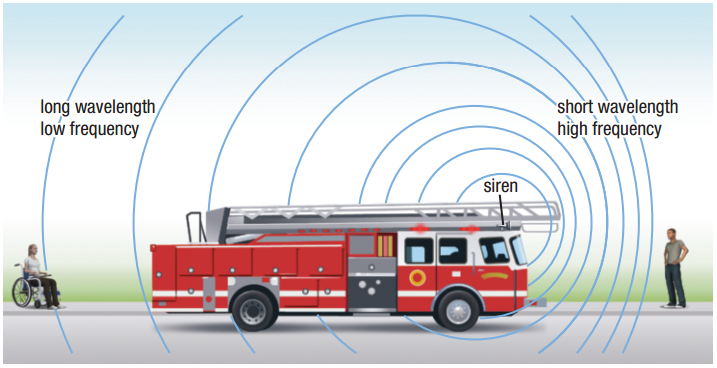 long wavelength
low frequency
short wavelength
high frequency
siren